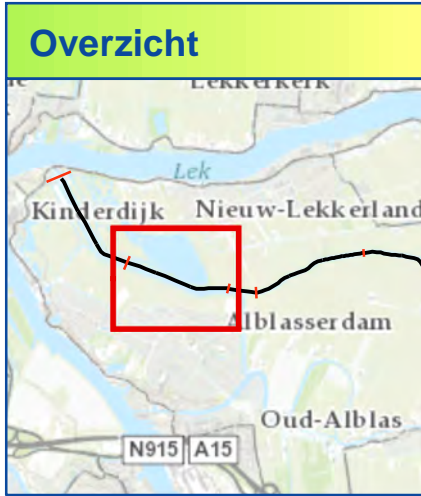 Overzicht
Lekkerkerk
Lek
Kinderdijk
Nieuw-Lekkerland
Alblasserdam
Oud-Alblas
N915
A15